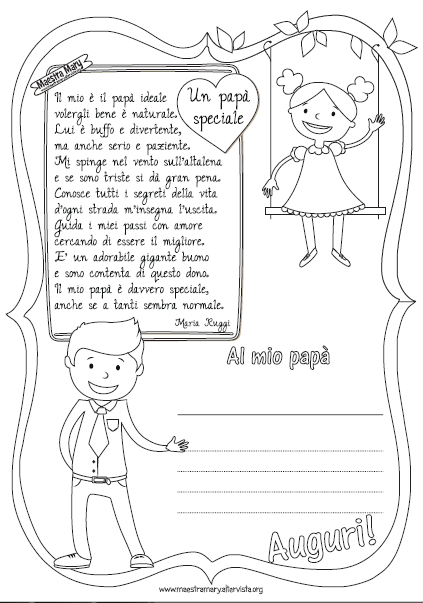 Maestra Mary
Un papà
speciale
Il mio è il papà ideale
volergli bene è naturale.
Lui è buffo e divertente,
ma anche serio e paziente.
Mi spinge nel vento sull'altalena
e se sono triste si dà gran pena.
Conosce tutti i segreti della vita
d'ogni strada m'insegna l'uscita.
Guida i miei passi con amore
cercando di essere il migliore.
E' un adorabile gigante buono
e sono contenta di questo dono.
Il mio papà è davvero speciale,
anche se a tanti sembra normale.
Maria Ruggi
Al mio papà
Auguri!
www.maestramary.altervista.org